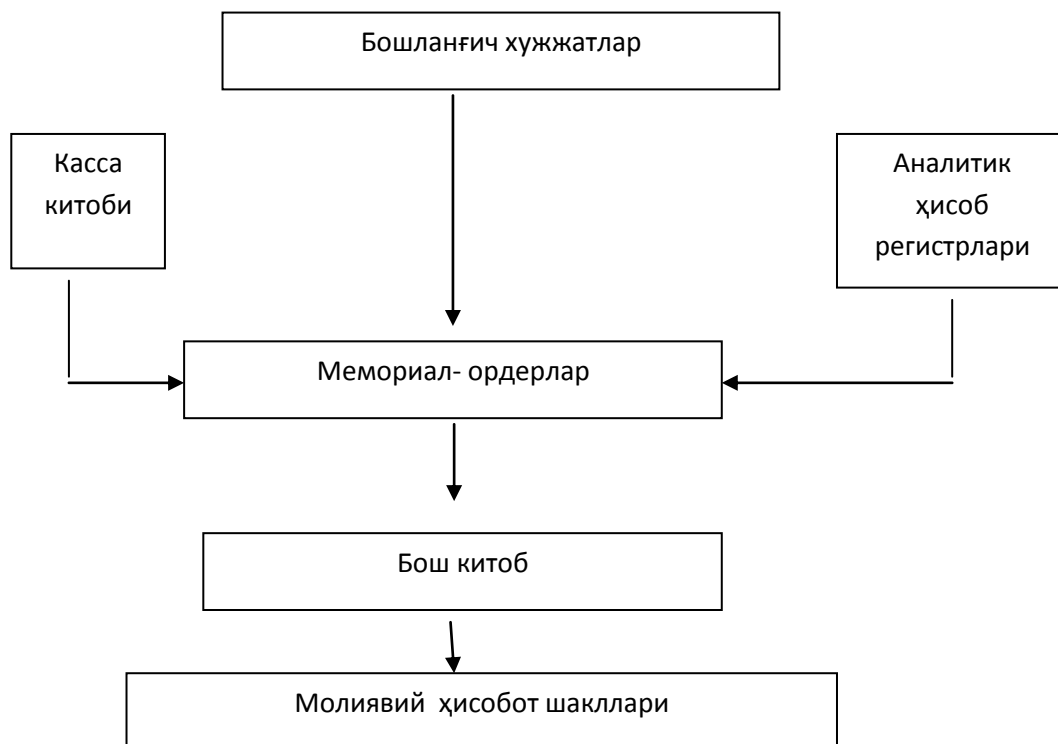 Бошланғич хужжатлар
Касса
китоби
Аналитик
ҳисоб
регистрлари
Мемориал- ордерлар
Бош китоб
Молиявий ҳисобот шакллари